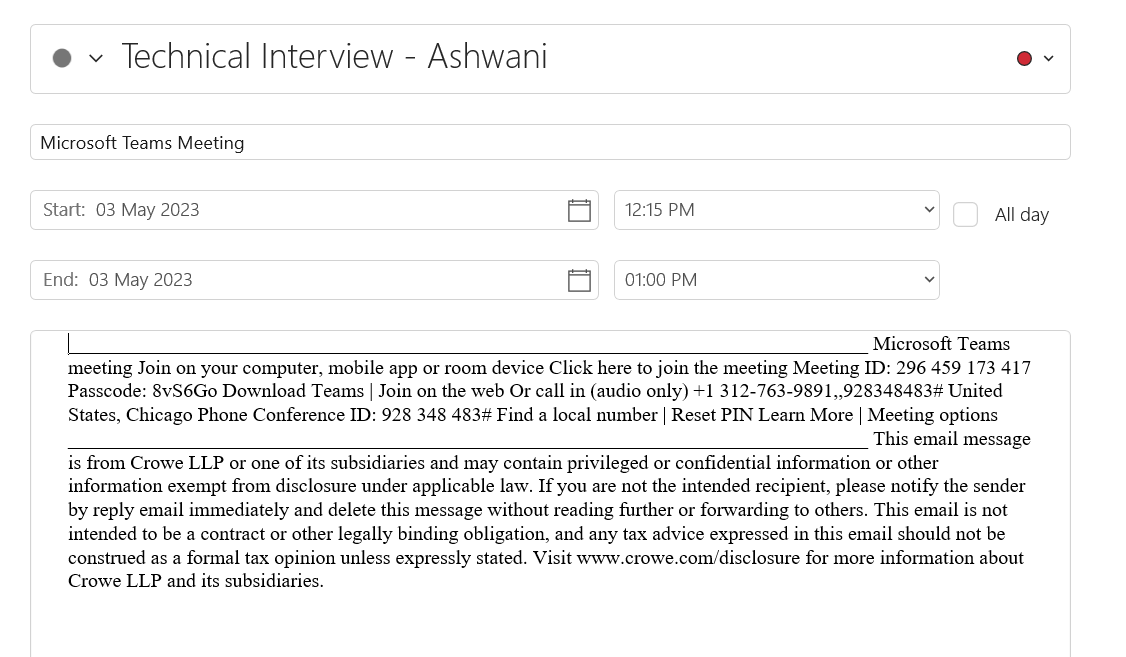 Technical Interview - Ashwani
Microsoft Teams Meeting
Start: 03 May 2023
12:15 PM
All day
End: 03 May 2023
01:00 PM
________________________________________________________________________________ Microsoft Teams
meeting Join on your computer, mobile app or room device Click here to join the meeting Meeting ID: 296 459 173 417
Passcode: 8vS6Go Download Teams | Join on the web Or call in (audio only) +1 312-763-9891,,928348483# United
States, Chicago Phone Conference ID: 928 348 483# Find a local number | Reset PIN Learn More | Meeting options
________________________________________________________________________________ This email message
is from Crowe LLP or one of its subsidiaries and may contain privileged or confidential information or other
information exempt from disclosure under applicable law. If you are not the intended recipient, please notify the sender
by reply email immediately and delete this message without reading further or forwarding to others. This email is not
intended to be a contract or other legally binding obligation, and any tax advice expressed in this email should not be
construed as a formal tax opinion unless expressly stated. Visit www.crowe.com/disclosure for more information about
Crowe LLP and its subsidiaries.